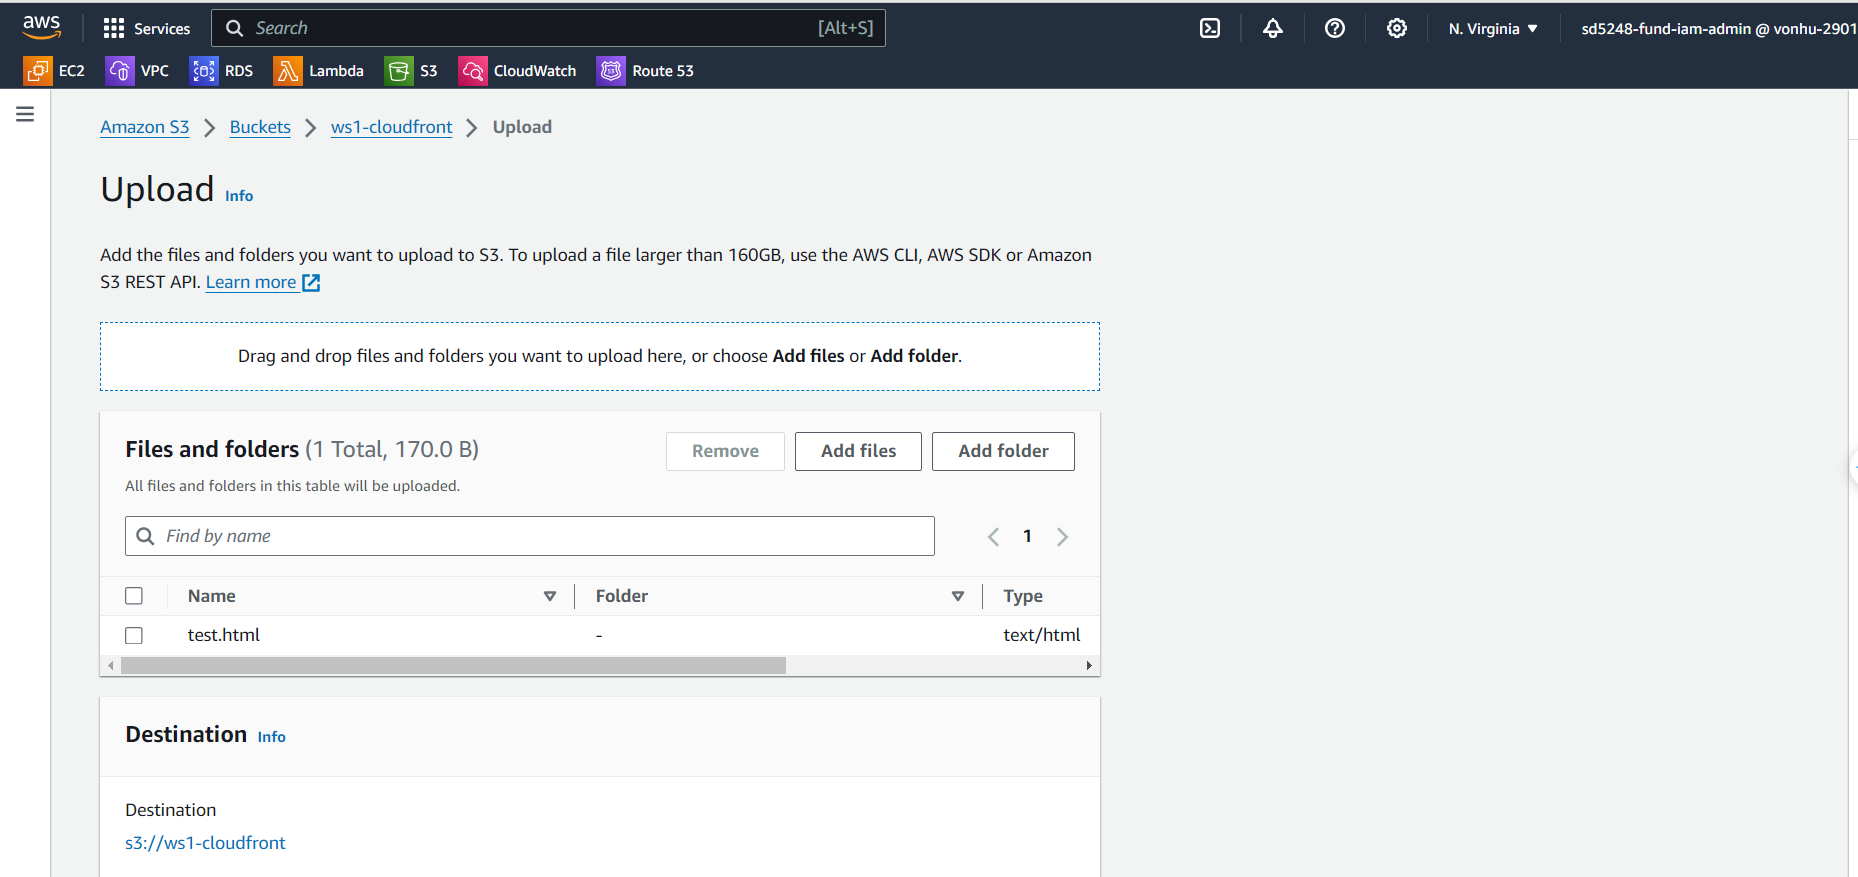 aws
Services
Search
[Alt+S]
N. Virginia
sd5248-fund-iam-admin @ vonhu-2901
EC2
VPC
RDS
Lambda
S3
CloudWatch
Route 53
Amazon S3
Buckets
ws1-cloudfront
Upload
Upload Info
Add the files and folders you want to upload to S3. To upload a file larger than 160GB, use the AWS CLI, AWS SDK or Amazon
S3 REST API. Learn more
Drag and drop files and folders you want to upload here, or choose Add files or Add folder.
Files and folders (1 Total, 170.0 B)
Remove
Add files
Add folder
All files and folders in this table will be uploaded.
Find by name
1
Name
Folder
Type
test.html
-
text/html
Destination Info
Destination
s3://ws1-cloudfront